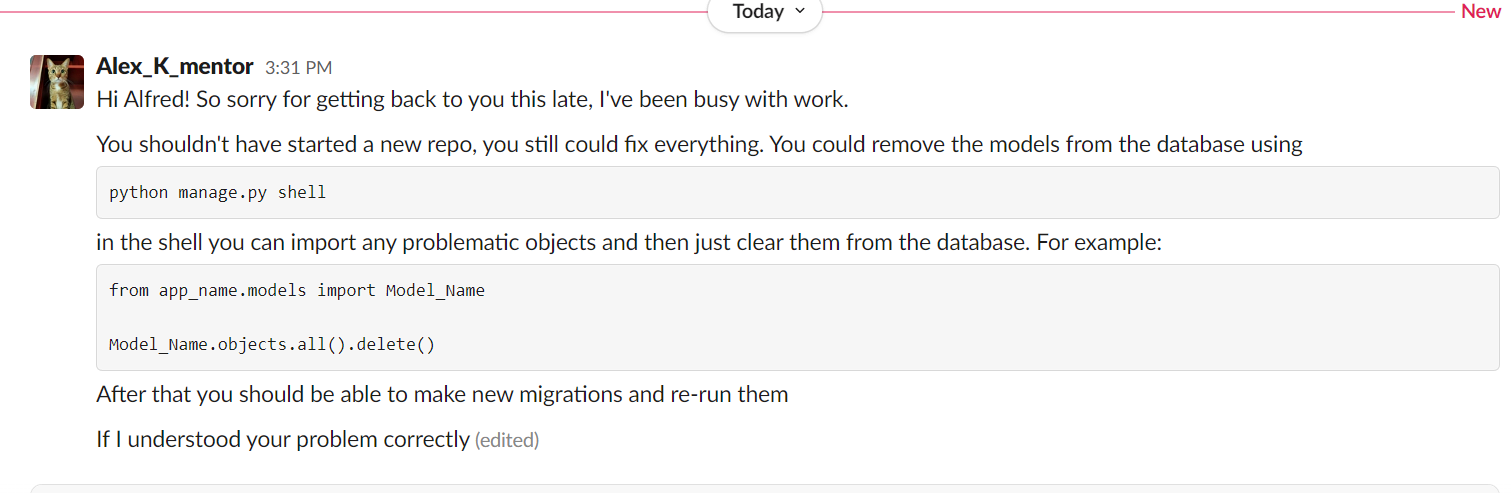 Today
New
Alex_K_mentor 3:31 PM
Hi Alfred! So sorry for getting back to you this late, I've been busy with work.
You shouldn't have started a new repo, you still could fix everything. You could remove the models from the database using
python manage.py shell
in the shell you can import any problematic objects and then just clear them from the database. For example:
from app_name.models import Model_Name
Model_Name.objects.all().delete()
After that you should be able to make new migrations and re-run them
If I understood your problem correctly (edited)